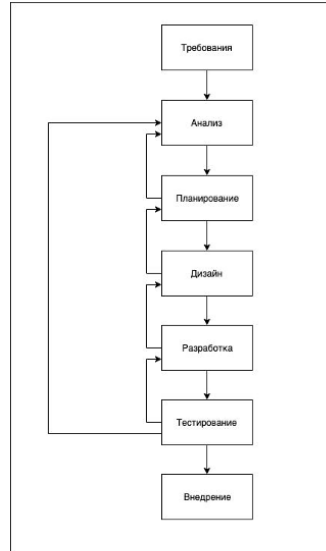 Требования
Анализ
Планирование
Дизайн
Разработка
Тестирование
Внедрение